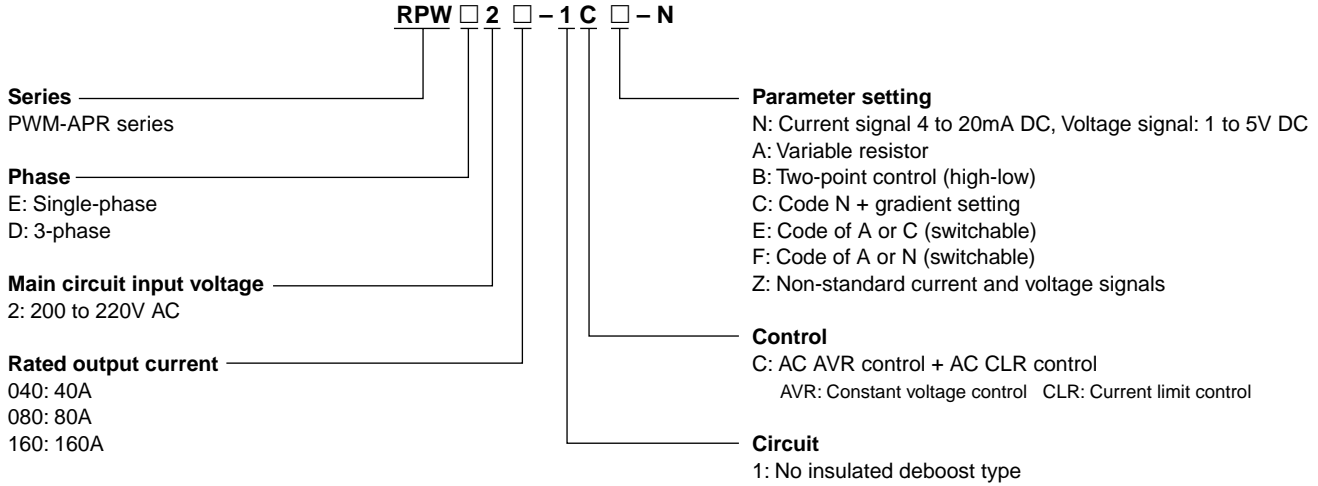 RPW □ 2 □ – 1 C □ – N
Series
PWM-APR series
Phase
E: Single-phase
D: 3-phase
Main circuit input voltage
2: 200 to 220V AC
Rated output current
040: 40A
080: 80A
160: 160A
Parameter setting
N: Current signal 4 to 20mA DC, Voltage signal: 1 to 5V DC
A: Variable resistor
B: Two-point control (high-low)
C: Code N + gradient setting
E: Code of A or C (switchable)
F: Code of A or N (switchable)
Z: Non-standard current and voltage signals
Control
C: AC AVR control + AC CLR control
AVR: Constant voltage control CLR: Current limit control
Circuit
1: No insulated deboost type